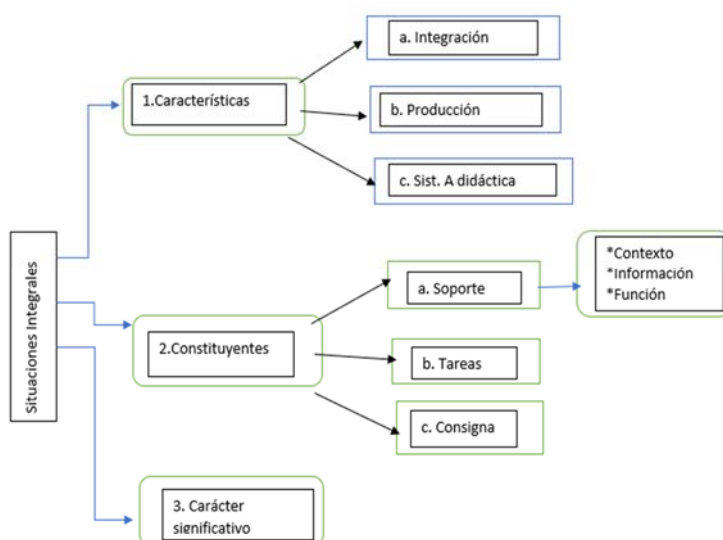 Situaciones Integrales
1.Características
a. Integración
b. Producción
c. Sist. A didáctica
2.Constituyentes
a. Soporte
*Contexto
*Información
*Función
b. Tareas
c. Consigna
3. Carácter
significativo